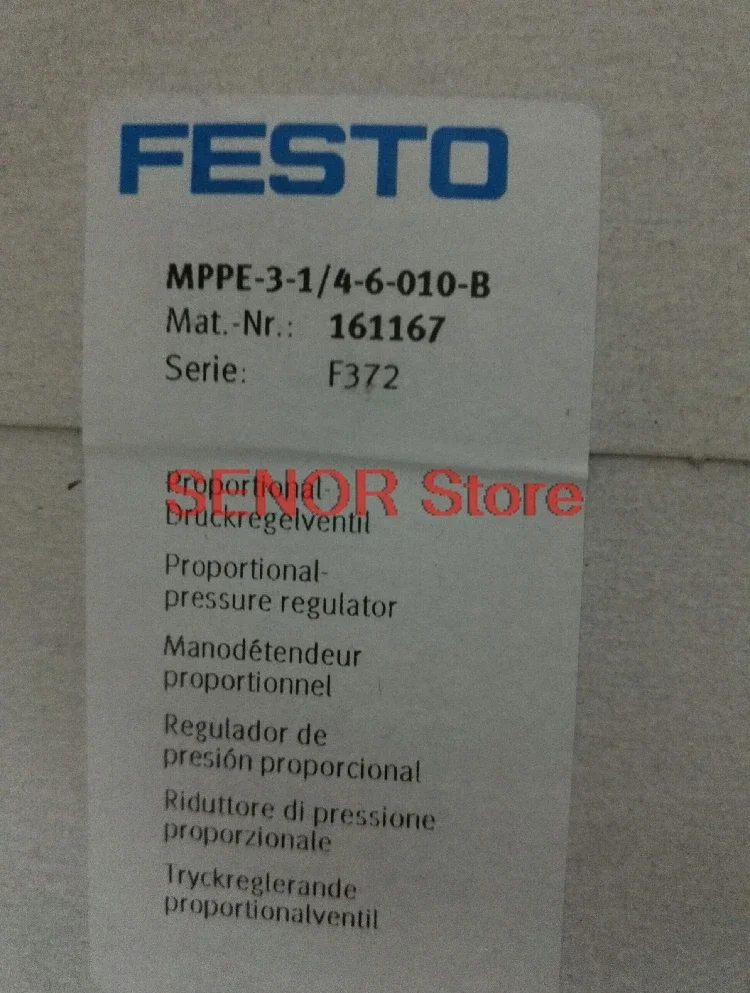 FESTO
MPPE-3-1/4-6-010-B
Mat.-Nr.: 161167
Serie: F372
SENOR Store
Proportional-
Druckregelventil
Proportional-
pressure regulator
Manodétendeur
proportionnel
Regulador de
presión proporcional
Riduttore di pressione
proporzionale
Tryckreglerande
proportionalventil